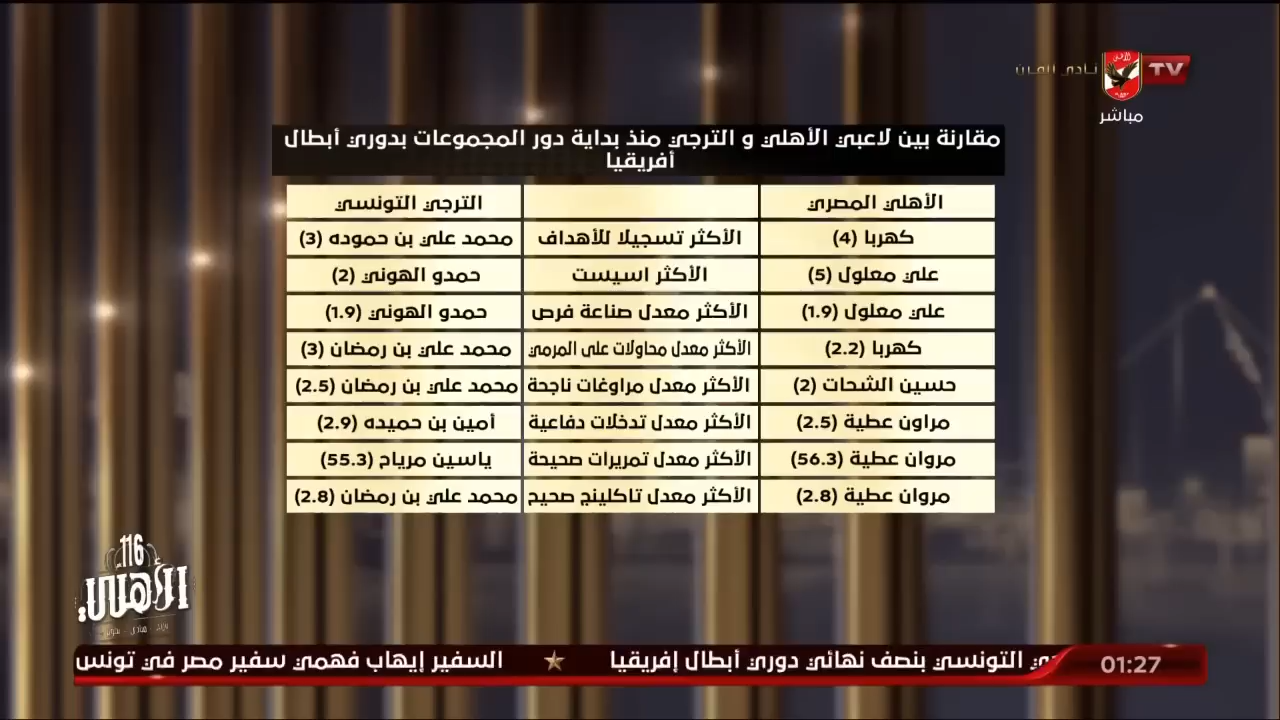 نادي القرن
TV
مباشر
مقارنة بين لاعبي الأهلي و الترجي منذ بداية دور المجموعات بدوري أبطال
أفريقيا
الأهلي المصري الترجي التونسي
كهربا (4) الأكثر تسجيلا للأهداف محمد علي بن حموده (3)
علي معلول (5) الأكثر اسيست حمدو الهوني (2)
علي معلول (1.9) الأكثر معدل صناعة فرص حمدو الهوني (1.9)
كهربا (2.2) الأكثر معدل محاولات على المرمي محمد علي بن رمضان (3)
حسين الشحات (2) الأكثر معدل مراوغات ناجحة محمد علي بن رمضان (2.5)
مراون عطية (2.5) الأكثر معدل تدخلات دفاعية أمين بن حميده (2.9)
مروان عطية (56.3) الأكثر معدل تمريرات صحيحة ياسين مرياح (55.3)
مروان عطية (2.8) الأكثر معدل تاكلينج صحيح محمد علي بن رمضان (2.8)
116
الأهلي
01:27 التونسي بنصف نهائي دوري أبطال إفريقيا السفير إيهاب فهمي سفير مصر في تونس